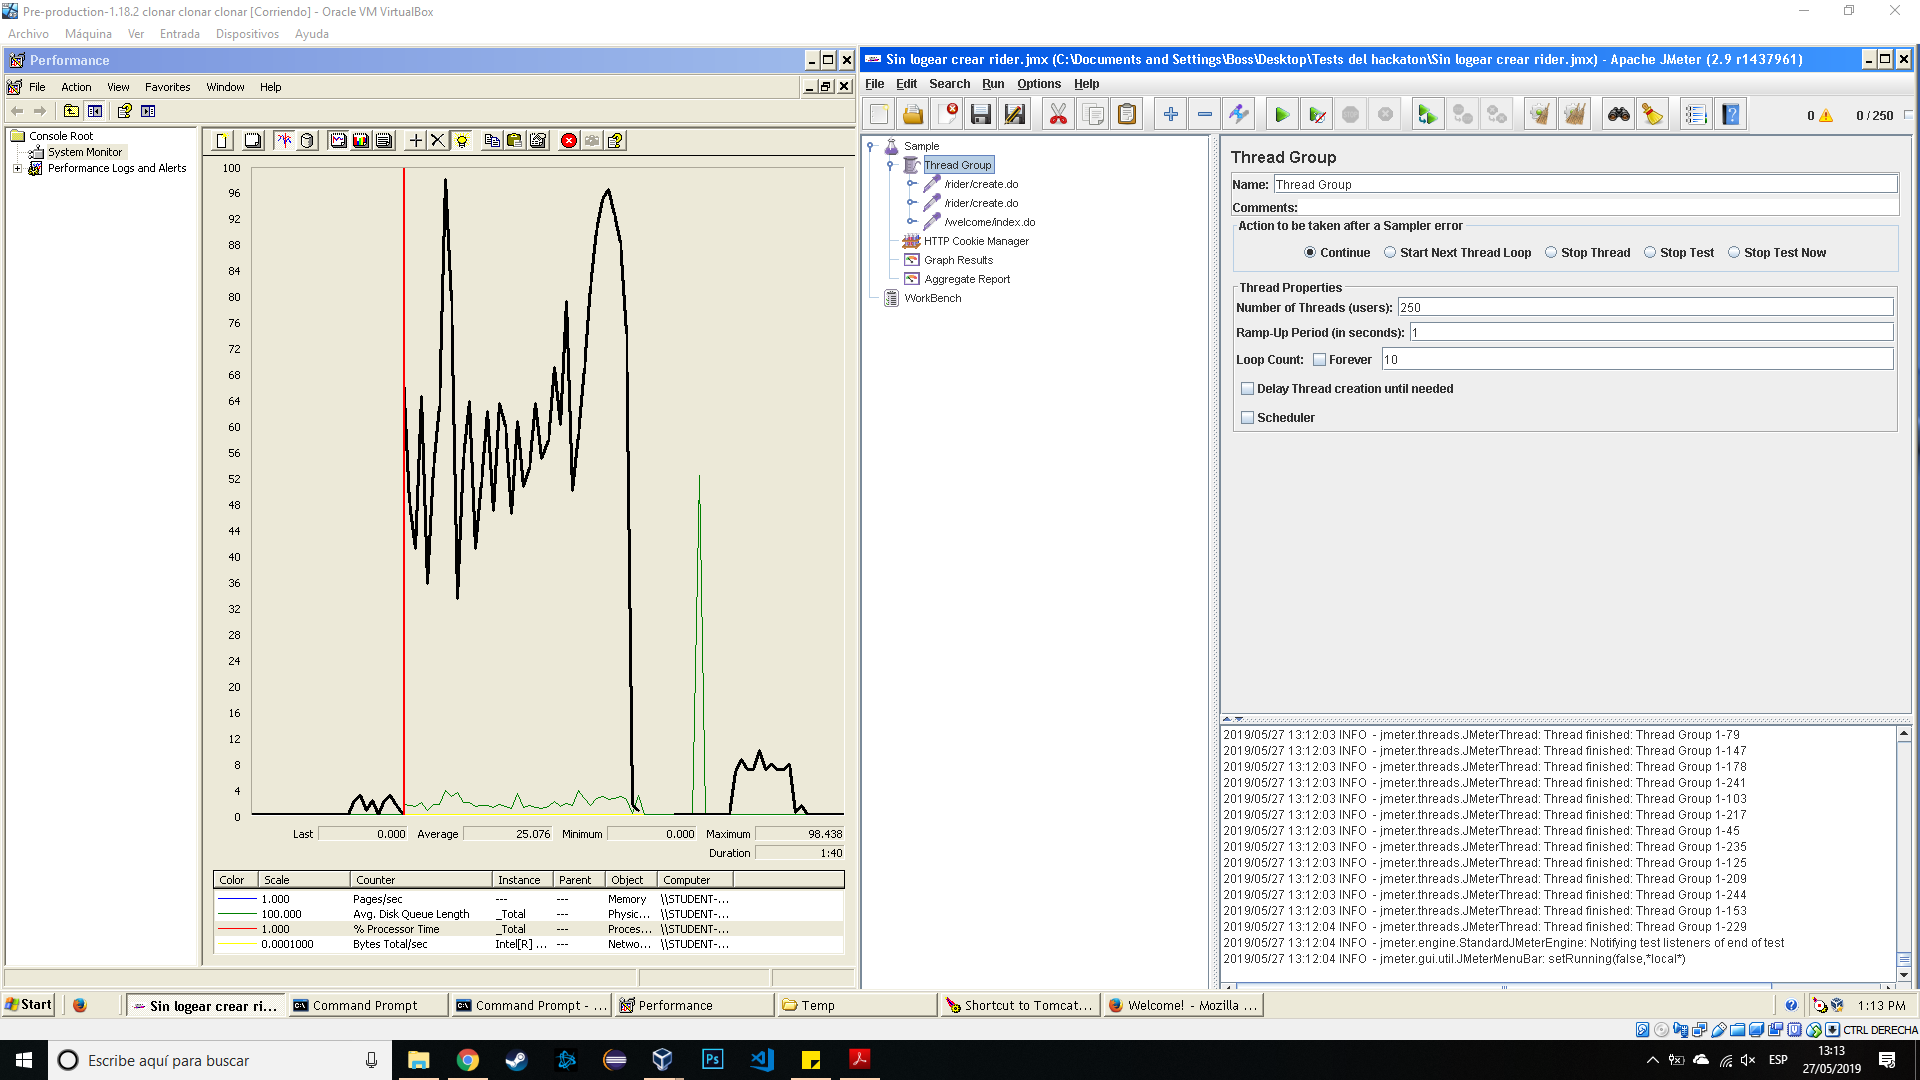 Pre-production-1.18.2 clonar clonar clonar [Corriendo] - Oracle VM VirtualBox
Archivo Máquina Ver Entrada Dispositivos Ayuda
Performance
File Action View Favorites Window Help
Console Root
System Monitor
Performance Logs and Alerts
100
96
92
88
84
80
76
72
68
64
60
56
52
48
44
40
36
32
28
24
20
16
12
8
4
0
Last 0.000 Average 25.076 Minimum 0.000 Maximum 98.438
Duration 1:40
Color Scale Counter Instance Parent Object Computer
1.000 Pages/sec --- --- Memory \\STUDENT-...
100.000 Avg. Disk Queue Length _Total --- Physic... \\STUDENT-...
1.000 % Processor Time _Total --- Proces... \\STUDENT-...
0.0001000 Bytes Total/sec Intel[R] ... --- Netwo... \\STUDENT-...
Sin logear crear rider.jmx (C:\Documents and Settings\Boss\Desktop\Tests del hackaton\Sin logear crear rider.jmx) - Apache JMeter (2.9 r1437961)
File Edit Search Run Options Help
0 0 / 250
Sample
Thread Group
/rider/create.do
/rider/create.do
/welcome/index.do
HTTP Cookie Manager
Graph Results
Aggregate Report
WorkBench
Thread Group
Name: Thread Group
Comments:
Action to be taken after a Sampler error
Continue Start Next Thread Loop Stop Thread Stop Test Stop Test Now
Thread Properties
Number of Threads (users): 250
Ramp-Up Period (in seconds): 1
Loop Count: Forever 10
Delay Thread creation until needed
Scheduler
2019/05/27 13:12:03 INFO - jmeter.threads.JMeterThread: Thread finished: Thread Group 1-79
2019/05/27 13:12:03 INFO - jmeter.threads.JMeterThread: Thread finished: Thread Group 1-147
2019/05/27 13:12:03 INFO - jmeter.threads.JMeterThread: Thread finished: Thread Group 1-178
2019/05/27 13:12:03 INFO - jmeter.threads.JMeterThread: Thread finished: Thread Group 1-241
2019/05/27 13:12:03 INFO - jmeter.threads.JMeterThread: Thread finished: Thread Group 1-103
2019/05/27 13:12:03 INFO - jmeter.threads.JMeterThread: Thread finished: Thread Group 1-217
2019/05/27 13:12:03 INFO - jmeter.threads.JMeterThread: Thread finished: Thread Group 1-45
2019/05/27 13:12:03 INFO - jmeter.threads.JMeterThread: Thread finished: Thread Group 1-235
2019/05/27 13:12:03 INFO - jmeter.threads.JMeterThread: Thread finished: Thread Group 1-125
2019/05/27 13:12:03 INFO - jmeter.threads.JMeterThread: Thread finished: Thread Group 1-209
2019/05/27 13:12:03 INFO - jmeter.threads.JMeterThread: Thread finished: Thread Group 1-244
2019/05/27 13:12:03 INFO - jmeter.threads.JMeterThread: Thread finished: Thread Group 1-153
2019/05/27 13:12:03 INFO - jmeter.threads.JMeterThread: Thread finished: Thread Group 1-229
2019/05/27 13:12:04 INFO - jmeter.engine.StandardJMeterEngine: Notifying test listeners of end of test
2019/05/27 13:12:04 INFO - jmeter.gui.util.JMeterMenuBar: setRunning(false,*local*)
Start Sin logear crear ri... Command Prompt Command Prompt - ... Performance Temp Shortcut to Tomcat... Welcome! - Mozilla ... 1:13 PM
CTRL DERECHA
Escribe aquí para buscar
Ps
ESP
13:13
27/05/2019